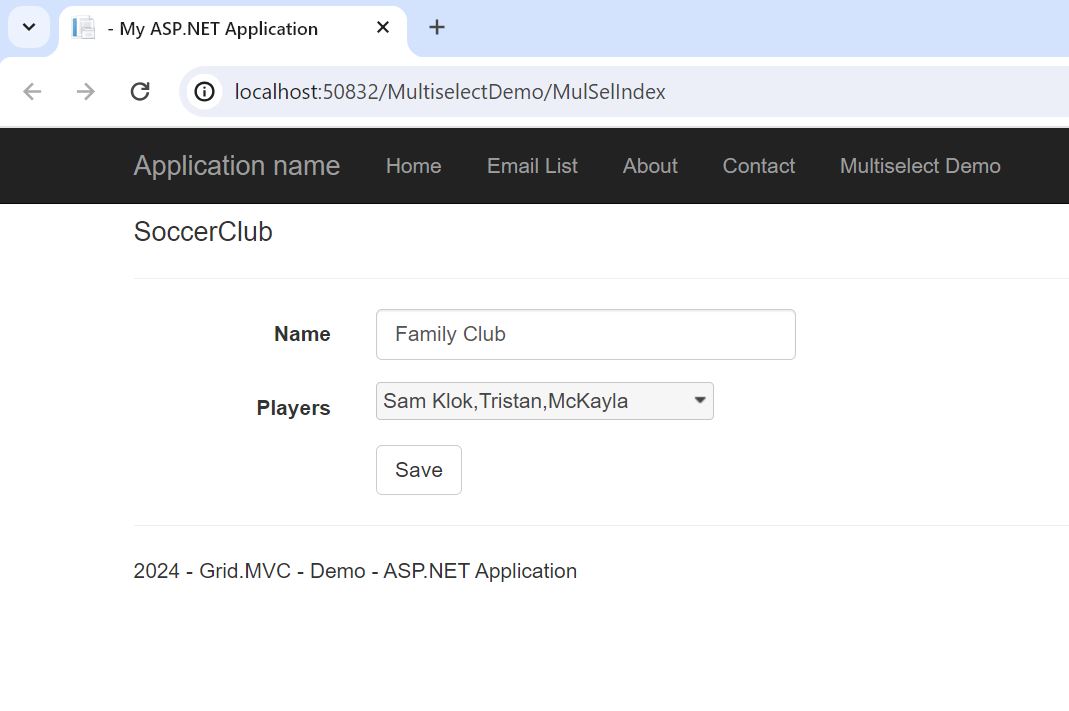 - My ASP.NET Application
localhost:50832/MultiselectDemo/MulSelIndex
Application name Home Email List About Contact Multiselect Demo
SoccerClub
Name Family Club
Players Sam Klok,Tristan,McKayla
Save
2024 - Grid.MVC - Demo - ASP.NET Application